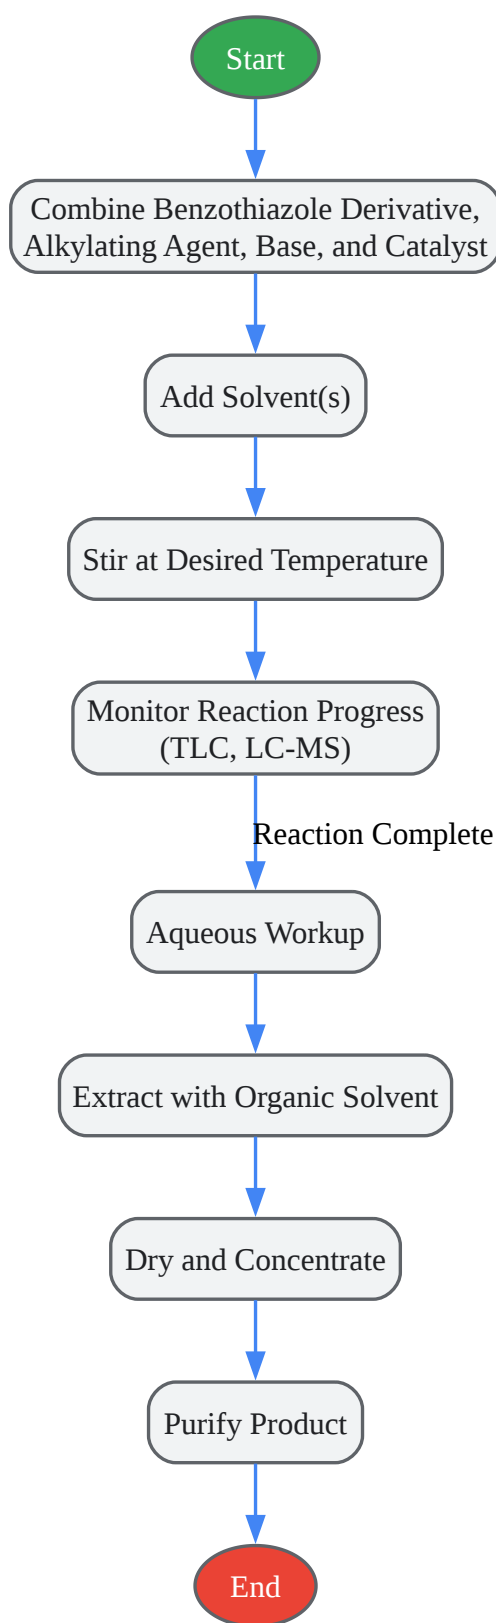 Start
Combine Benzothiazole Derivative,
Alkylating Agent, Base, and Catalyst
Add Solvent(s)
Stir at Desired Temperature
Monitor Reaction Progress
(TLC, LC-MS)
Reaction Complete
Aqueous Workup
Extract with Organic Solvent
Dry and Concentrate
Purify Product
End